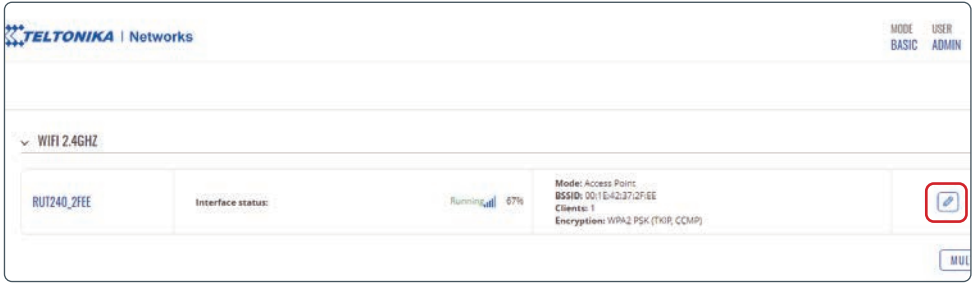 TELTONIKA | Networks
MODE USER
BASIC ADMIN
WIFI 2.4GHZ
RUT240_2FEE
Interface status: Running 67%
Mode: Access Point
BSSID: 00:1E:42:37:2F:EE
Clients: 1
Encryption: WPA2 PSK (TKIP, CCMP)
MUL